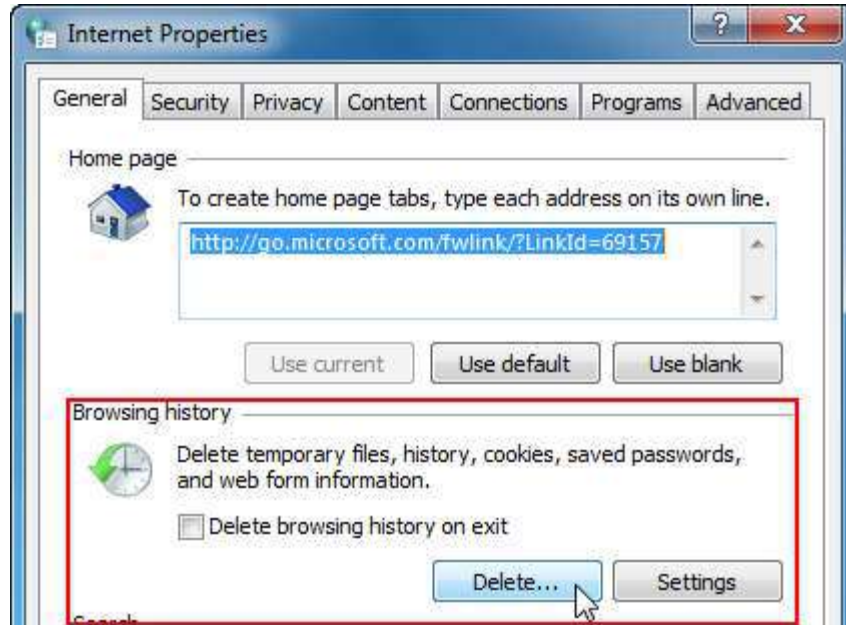 Internet Properties
?
X
General Security Privacy Content Connections Programs Advanced
Home page
To create home page tabs, type each address on its own line.
http://go.microsoft.com/fwlink/?LinkId=69157
Use current Use default Use blank
Browsing history
Delete temporary files, history, cookies, saved passwords,
and web form information.
Delete browsing history on exit
Delete... Settings
Search